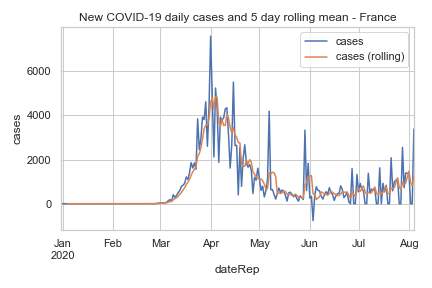 New COVID-19 daily cases and 5 day rolling mean - France
cases
cases (rolling)
6000
4000
2000
0
cases
Jan Feb Mar Apr May Jun Jul Aug
2020
dateRep